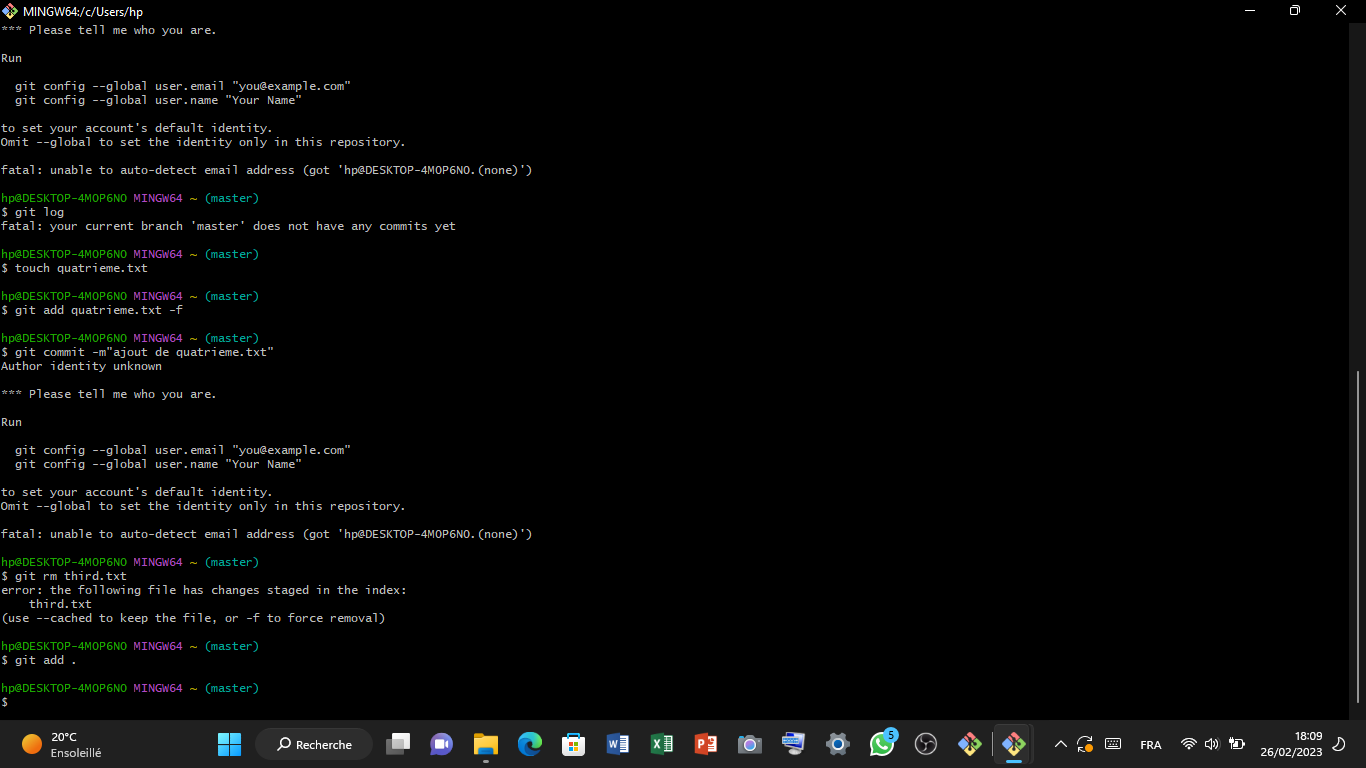 MINGW64:/c/Users/hp
*** Please tell me who you are.
Run
git config --global user.email "you@example.com"
git config --global user.name "Your Name"
to set your account's default identity.
Omit --global to set the identity only in this repository.
fatal: unable to auto-detect email address (got 'hp@DESKTOP-4MOP6NO.(none)')
hp@DESKTOP-4MOP6NO MINGW64 ~ (master)
$ git log
fatal: your current branch 'master' does not have any commits yet
hp@DESKTOP-4MOP6NO MINGW64 ~ (master)
$ touch quatrieme.txt
hp@DESKTOP-4MOP6NO MINGW64 ~ (master)
$ git add quatrieme.txt -f
hp@DESKTOP-4MOP6NO MINGW64 ~ (master)
$ git commit -m"ajout de quatrieme.txt"
Author identity unknown
*** Please tell me who you are.
Run
git config --global user.email "you@example.com"
git config --global user.name "Your Name"
to set your account's default identity.
Omit --global to set the identity only in this repository.
fatal: unable to auto-detect email address (got 'hp@DESKTOP-4MOP6NO.(none)')
hp@DESKTOP-4MOP6NO MINGW64 ~ (master)
$ git rm third.txt
error: the following file has changes staged in the index:
third.txt
(use --cached to keep the file, or -f to force removal)
hp@DESKTOP-4MOP6NO MINGW64 ~ (master)
$ git add .
hp@DESKTOP-4MOP6NO MINGW64 ~ (master)
$
20°C
Ensoleillé
Recherche
5
FRA
18:09
26/02/2023